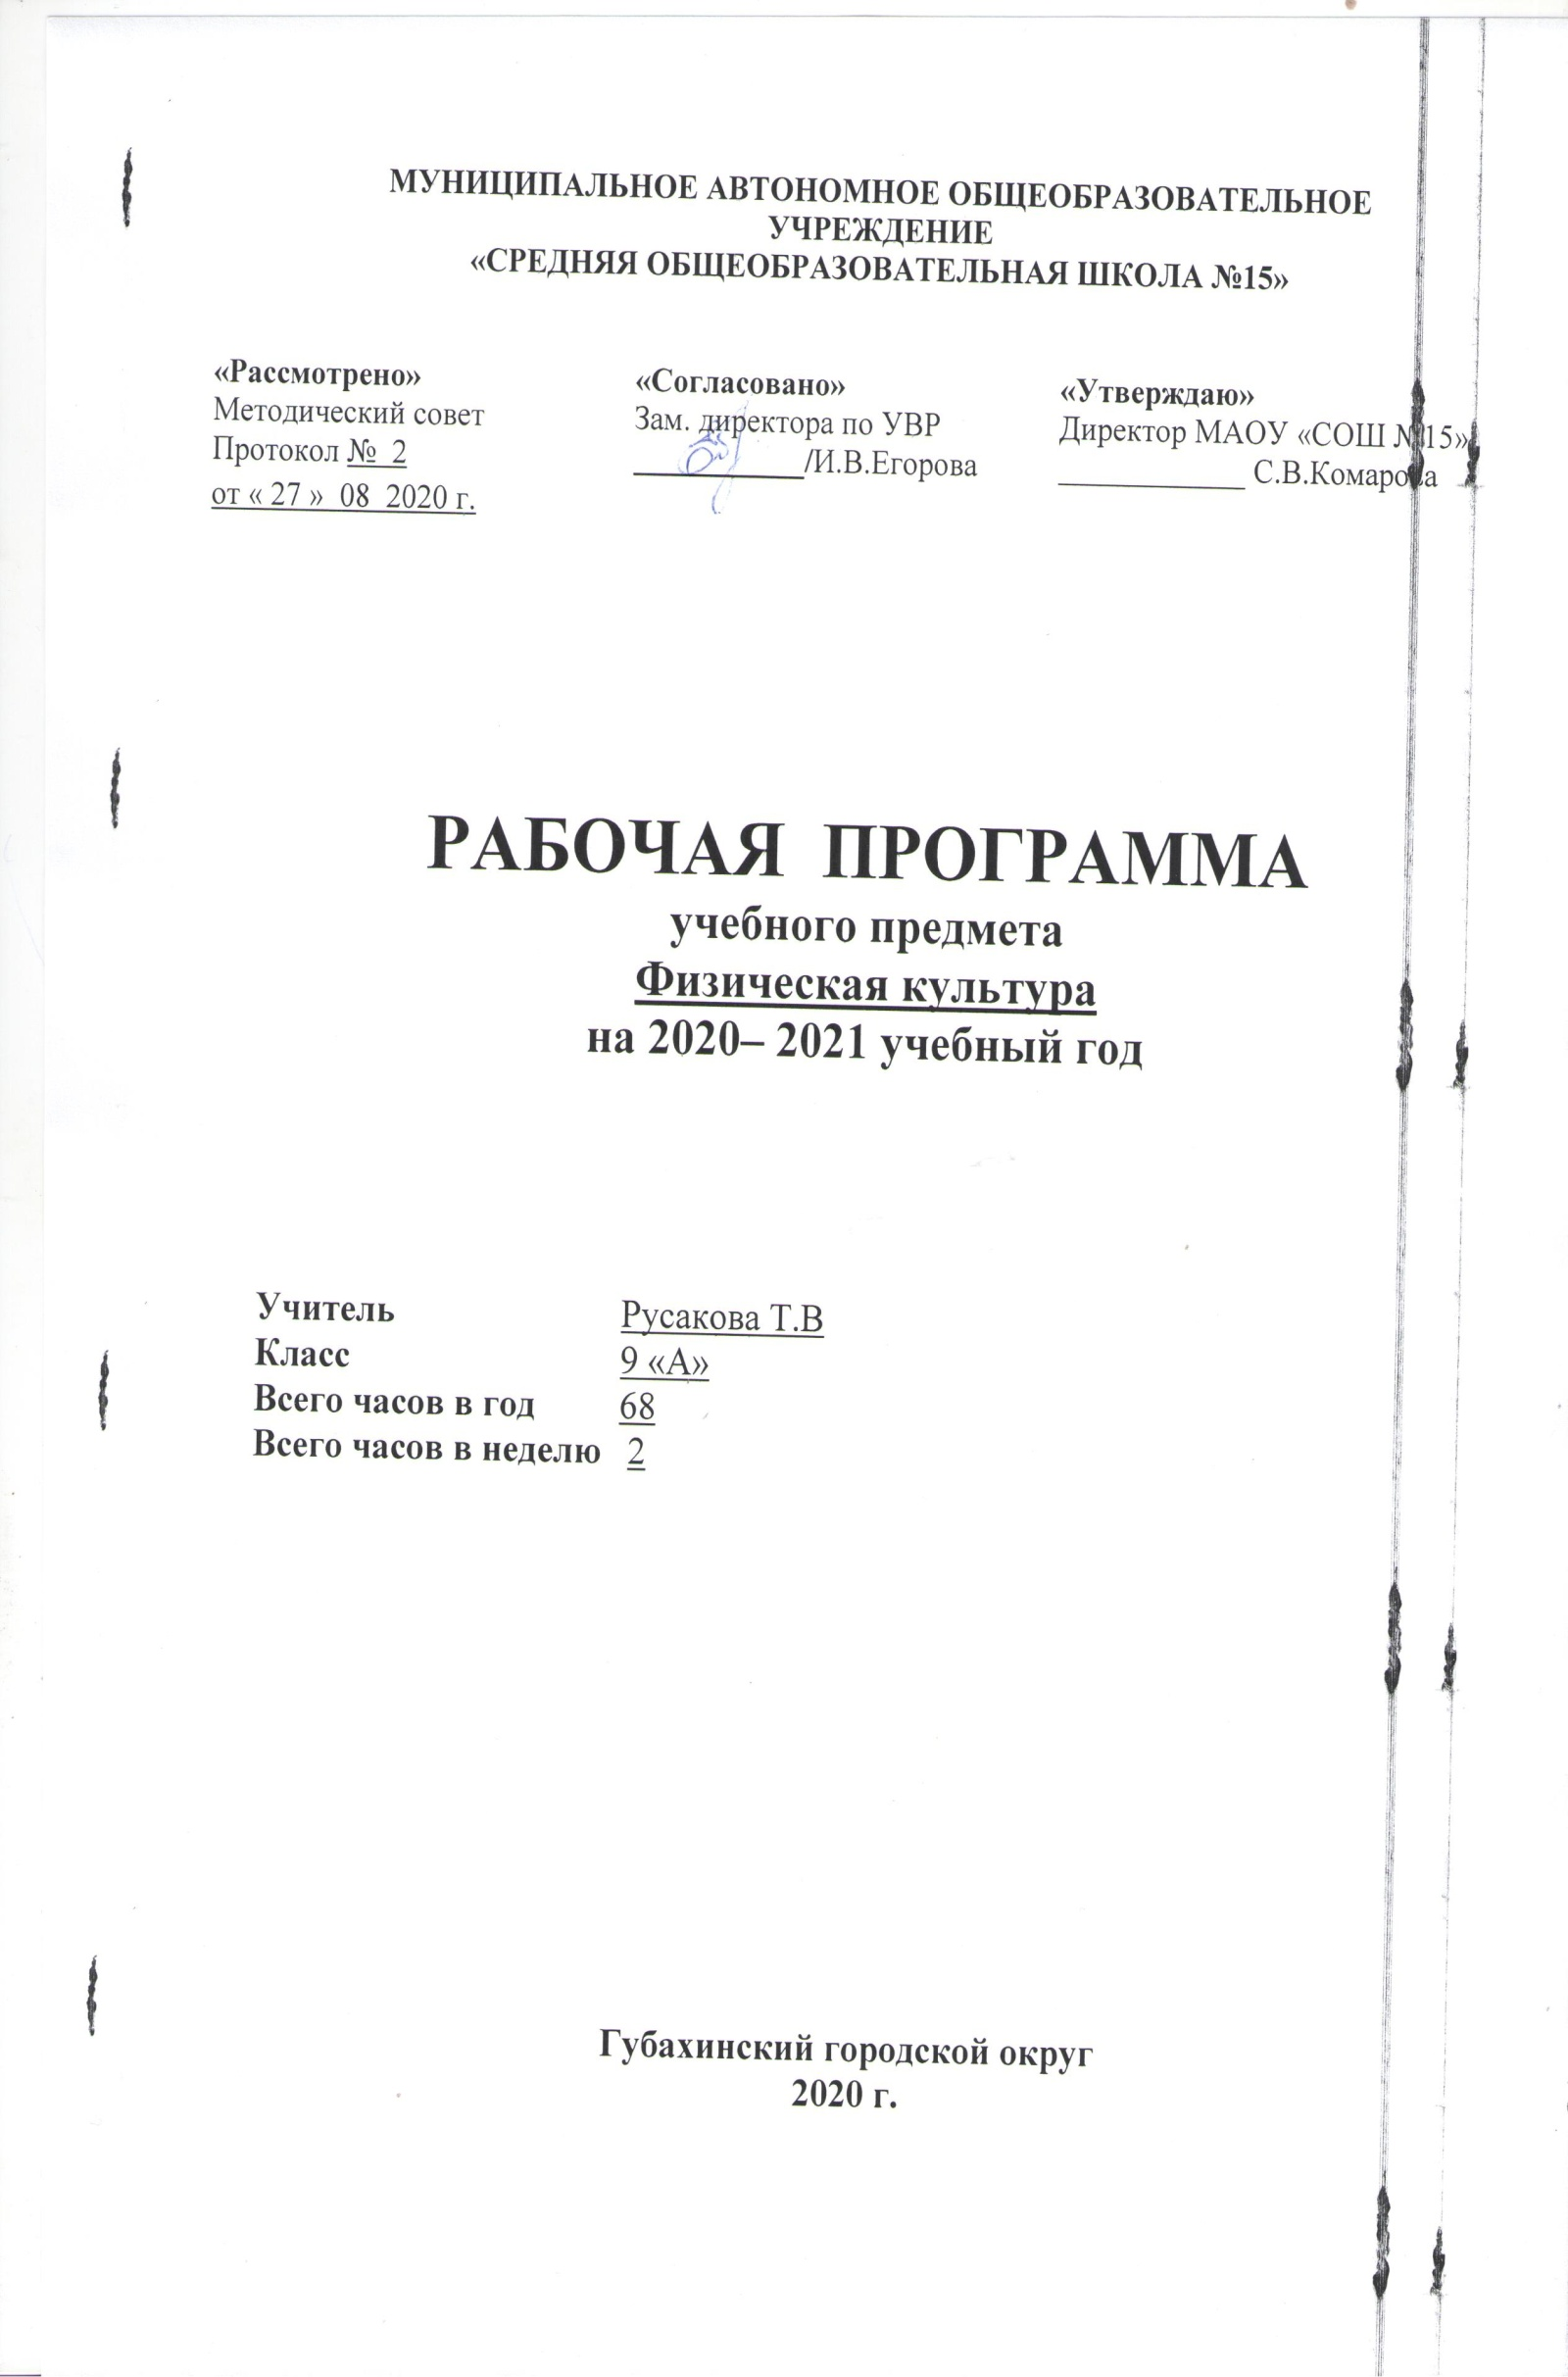 МУНИЦИПАЛЬНОЕ АВТОНОМНОЕ ОБЩЕОБРАЗОВАТЕЛЬНОЕ
УЧРЕЖДЕНИЕ
«СРЕДНЯЯ ОБЩЕОБРАЗОВАТЕЛЬНАЯ ШКОЛА №15»
«Рассмотрено»
Методический совет
Протокол № 2
от « 27 » 08 2020 г.
«Согласовано»
Зам. директора по УВР
____________/И.В.Егорова
«Утверждаю»
Директор МАОУ «СОШ №15»
____________ С.В.Комарова
РАБОЧАЯ ПРОГРАММА
учебного предмета
Физическая культура
на 2020– 2021 учебный год
Учитель Русакова Т.В
Класс 9 «А»
Всего часов в год 68
Всего часов в неделю 2
Губахинский городской округ
2020 г.